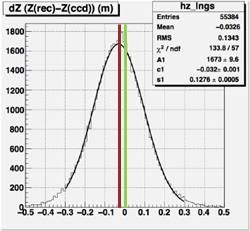 dZ (Z(rec)-Z(ccd)) (m)
hz_lngs
Entries 55384
Mean -0.0326
RMS 0.1343
χ² / ndf 133.8 / 57
A1 1673 ± 9.6
c1 -0.032± 0.001
s1 0.1276 ± 0.0005
1800
1600
1400
1200
1000
800
600
400
200
0
-0.5 -0.4 -0.3 -0.2 -0.1 -0 0.1 0.2 0.3 0.4 0.5